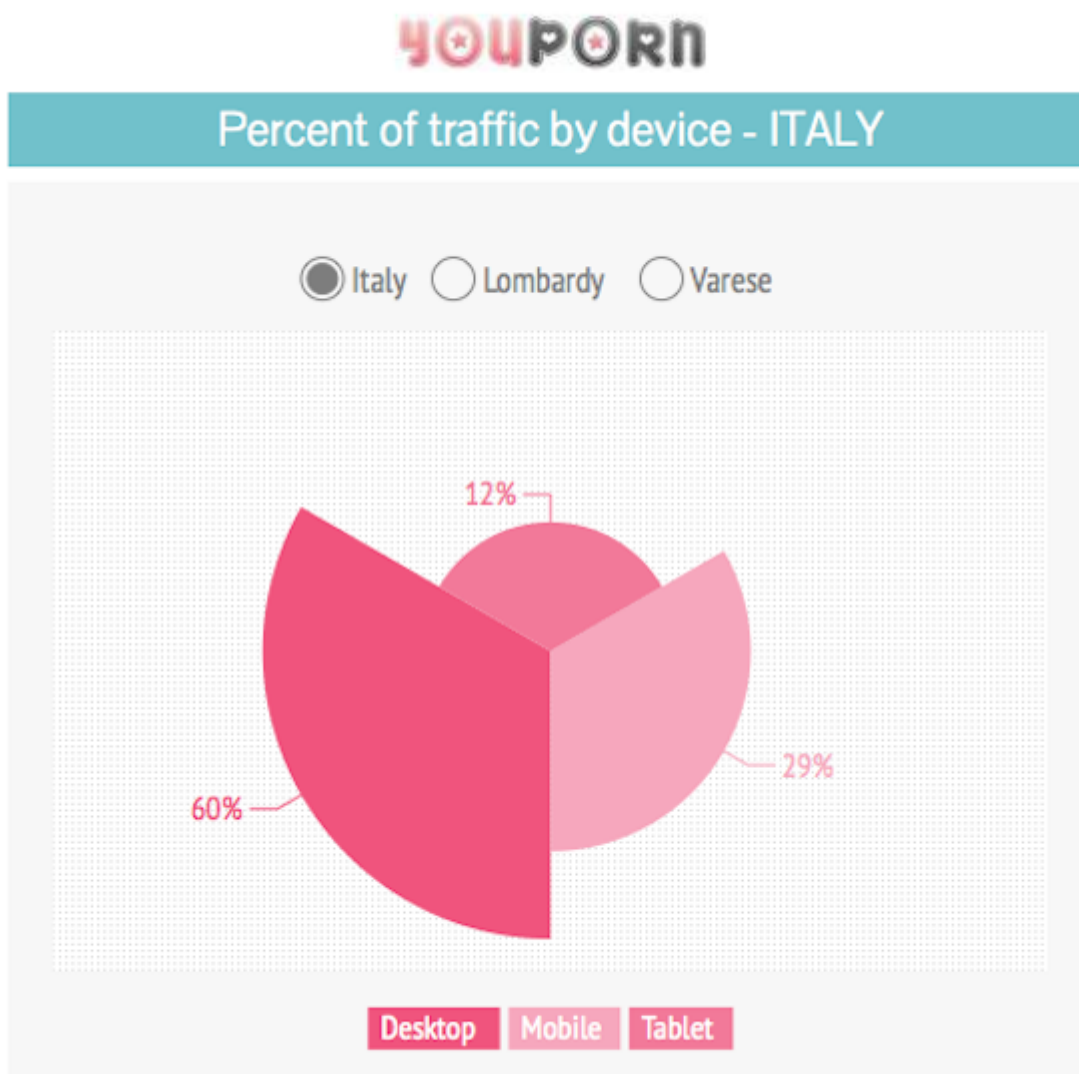 YOUPORN
Percent of traffic by device - ITALY
Italy Lombardy Varese
12%
29%
60%
Desktop Mobile Tablet